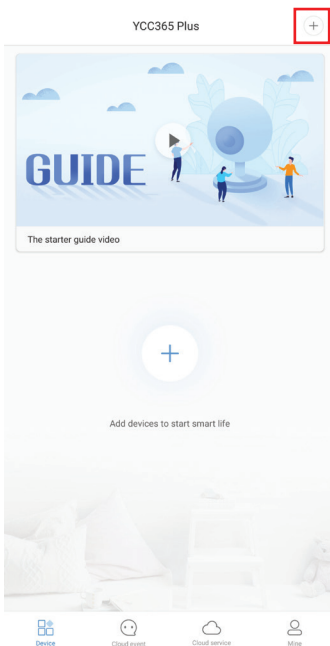 YCC365 Plus
GUIDE
The starter guide video
Add devices to start smart life
Device
Cloud event
Cloud service
Mine